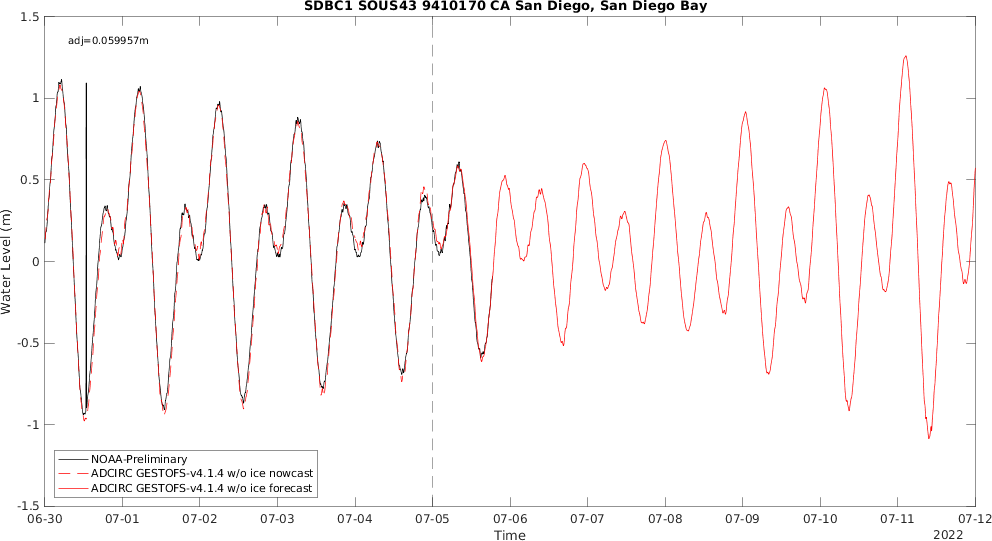 SDBC1 SOUS43 9410170 CA San Diego, San Diego Bay
adj=0.059957m
Water Level (m)
1.5
1
0.5
0
-0.5
-1
-1.5
NOAA-Preliminary
ADCIRC GESTOFS-v4.1.4 w/o ice nowcast
ADCIRC GESTOFS-v4.1.4 w/o ice forecast
06-30 07-01 07-02 07-03 07-04 07-05 07-06 07-07 07-08 07-09 07-10 07-11 07-12
Time
2022